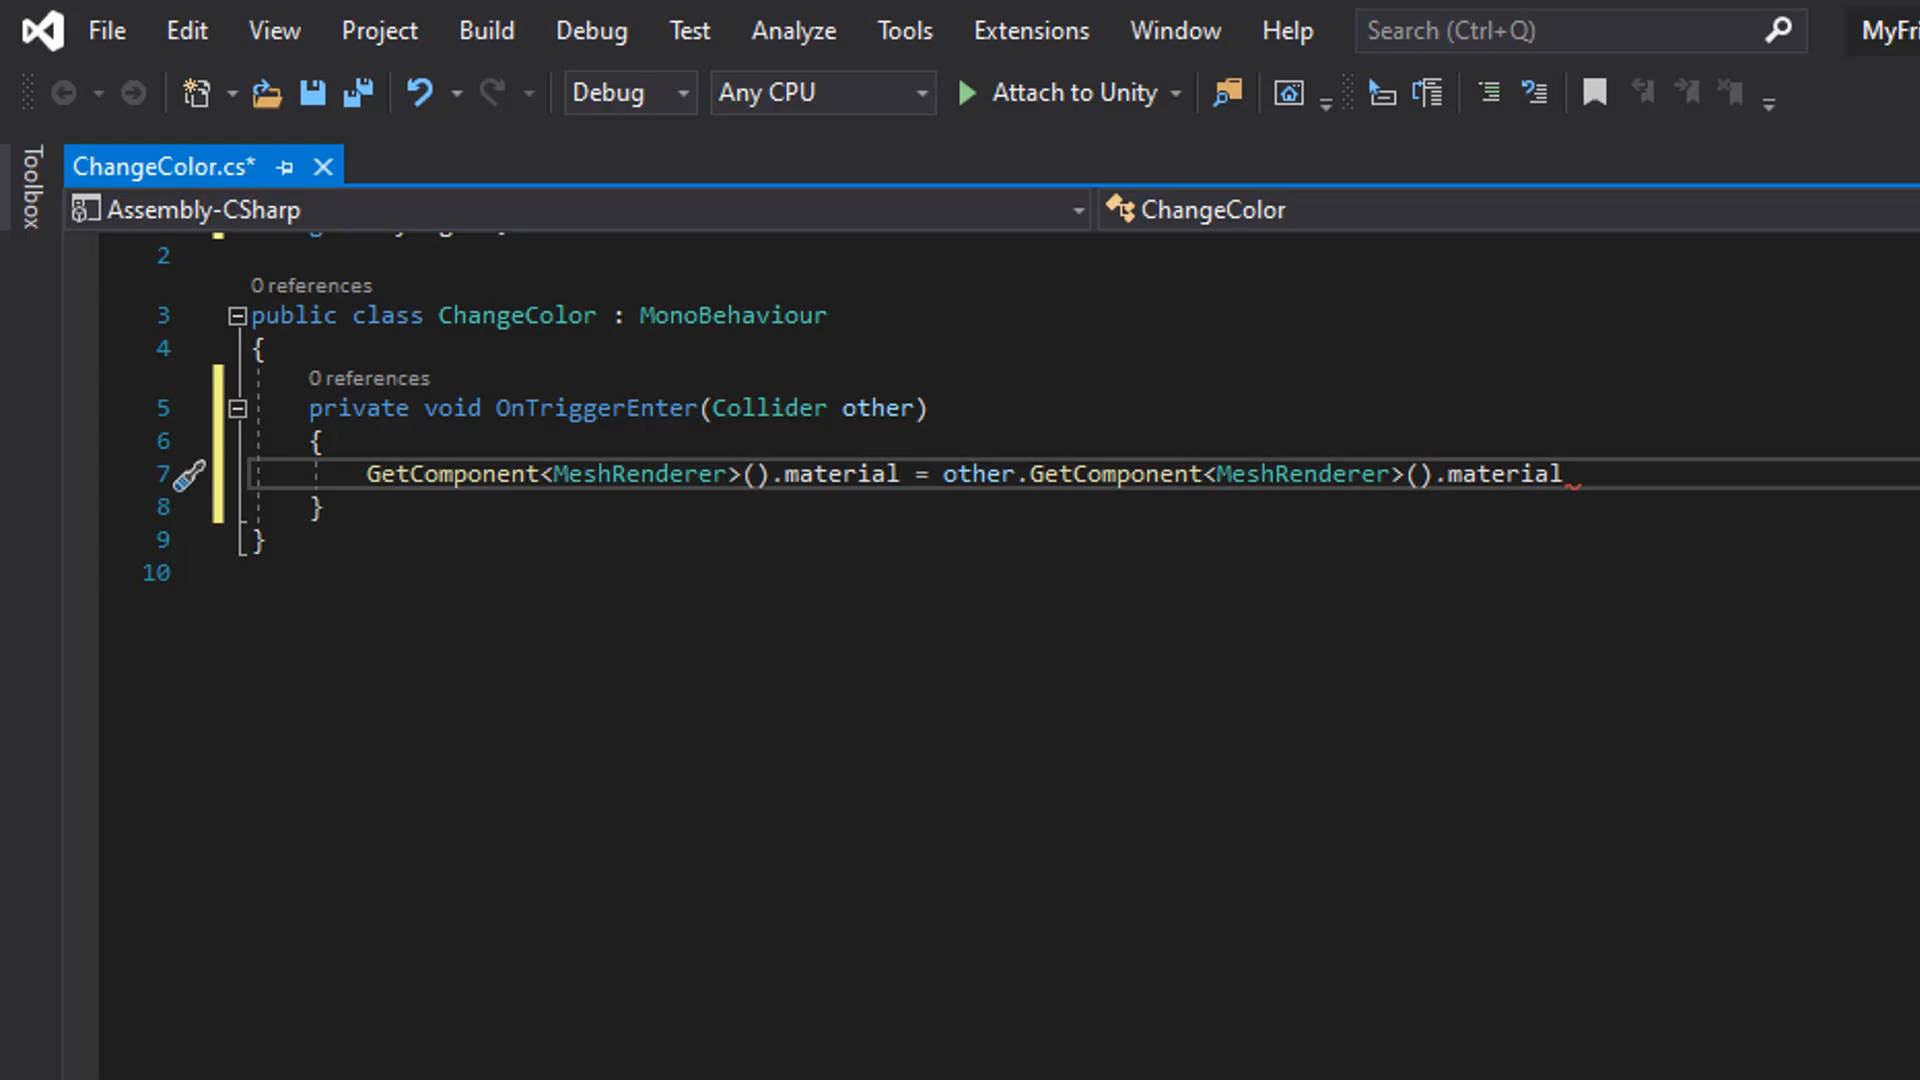 File Edit View Project Build Debug Test Analyze Tools Extensions Window Help Search (Ctrl+Q) MyFri
Debug Any CPU Attach to Unity
Toolbox
ChangeColor.cs*
Assembly-CSharp ChangeColor
2
0 references
3 public class ChangeColor : MonoBehaviour
4 {
0 references
5 private void OnTriggerEnter(Collider other)
6 {
7 GetComponent<MeshRenderer>().material = other.GetComponent<MeshRenderer>().material
8 }
9 }
10